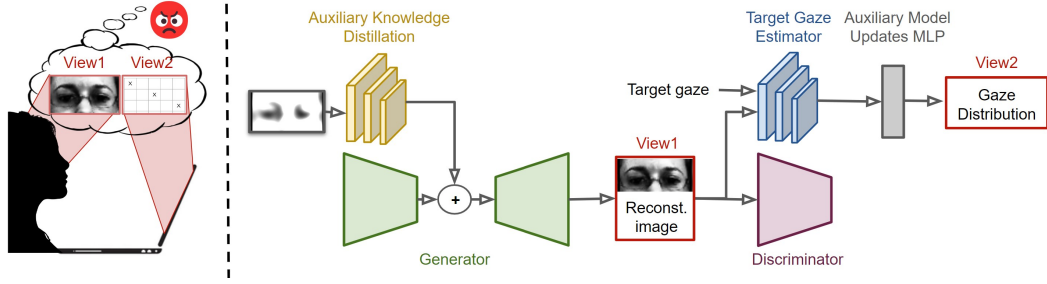 View1
View2
x
x
x
Auxiliary Knowledge
Distillation
+
Generator
Target gaze
View1
Reconst.
image
Target Gaze
Estimator
Discriminator
Auxiliary Model
Updates MLP
View2
Gaze
Distribution